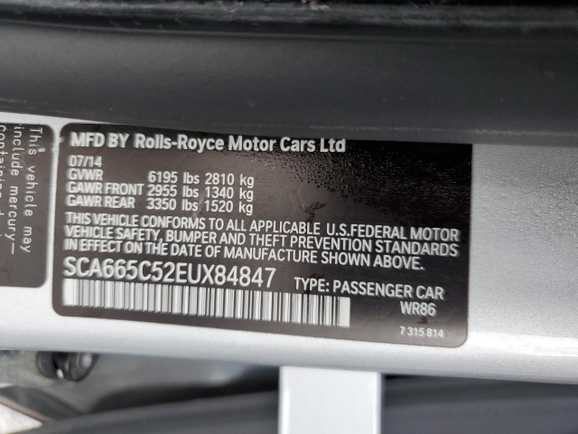 MFD BY Rolls-Royce Motor Cars Ltd
07/14
GVWR 6195 lbs 2810 kg
GAWR FRONT 2955 lbs 1340 kg
GAWR REAR 3350 lbs 1520 kg
THIS VEHICLE CONFORMS TO ALL APPLICABLE U.S.FEDERAL MOTOR
VEHICLE SAFETY, BUMPER AND THEFT PREVENTION STANDARDS
IN EFFECT ON THE DATE OF MANUFACTURE SHOWN ABOVE.
SCA665C52EUX84847
TYPE: PASSENGER CAR
WR86
7 315 814
This vehicle may
contain
mercury-